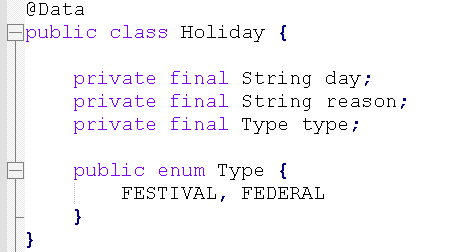 @Data
public class Holiday {
private final String day;
private final String reason;
private final Type type;
public enum Type {
FESTIVAL, FEDERAL
}
}